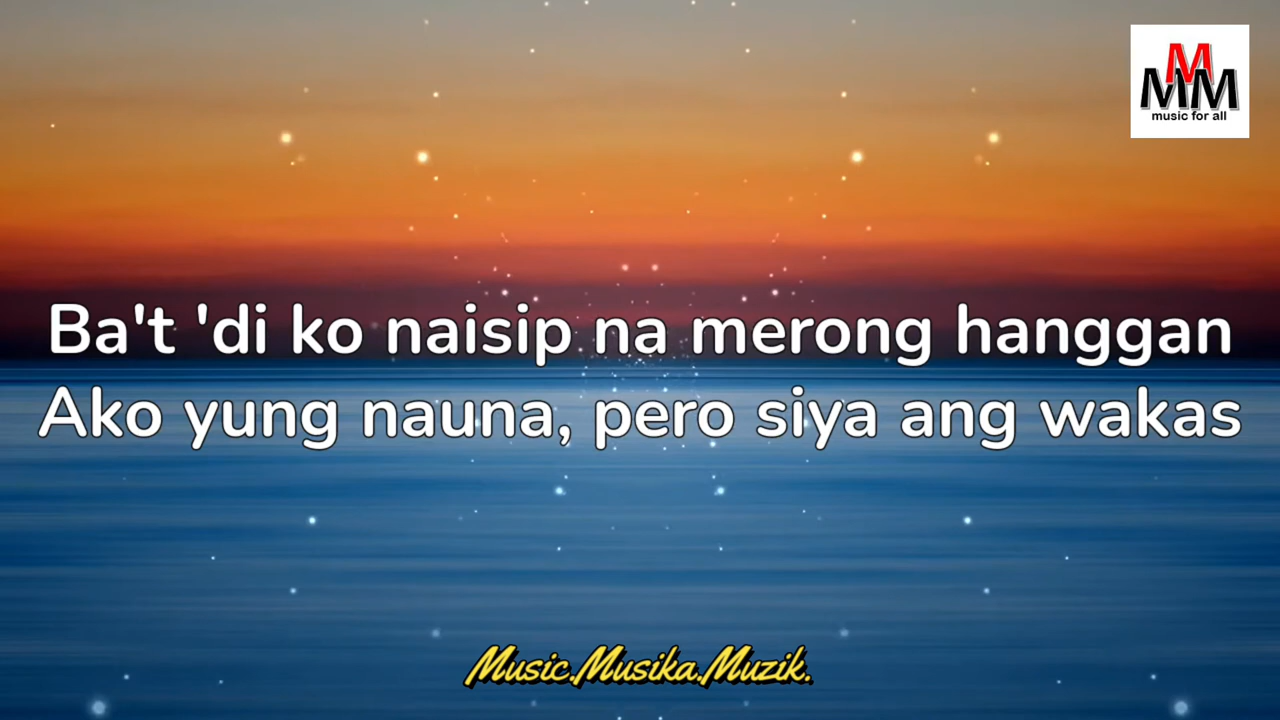 M
MMM
music for all
Ba't 'di ko naisip na merong hanggan
Ako yung nauna, pero siya ang wakas
Music.Musika.Muzik.